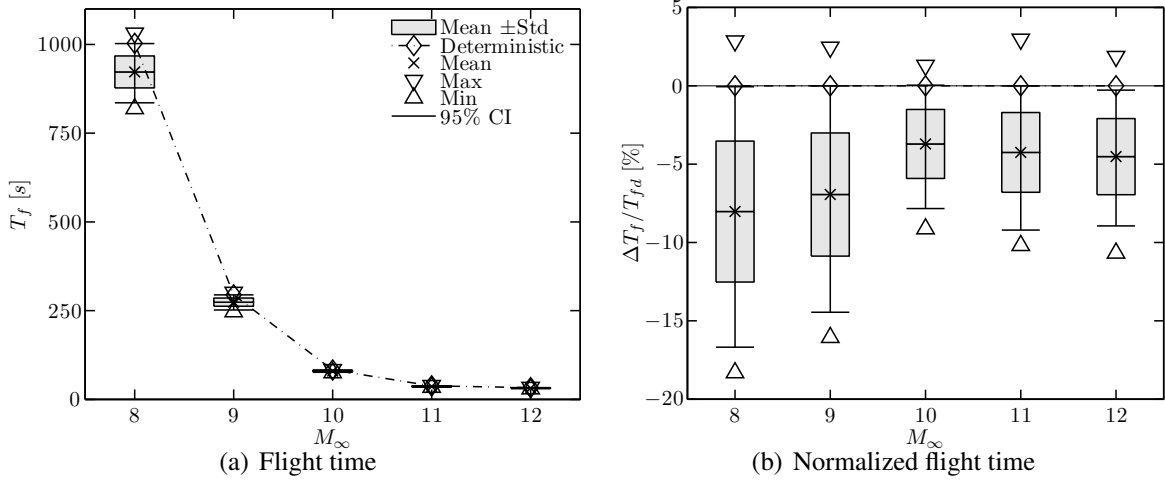 1000
750
500
250
0
T_f [s]
8 9 10 11 12
M_∞
Mean ±Std
Deterministic
Mean
Max
Min
95% CI
(a) Flight time
5
0
−5
−10
−15
−20
ΔT_f/T_{fd} [%]
8 9 10 11 12
M_∞
(b) Normalized flight time